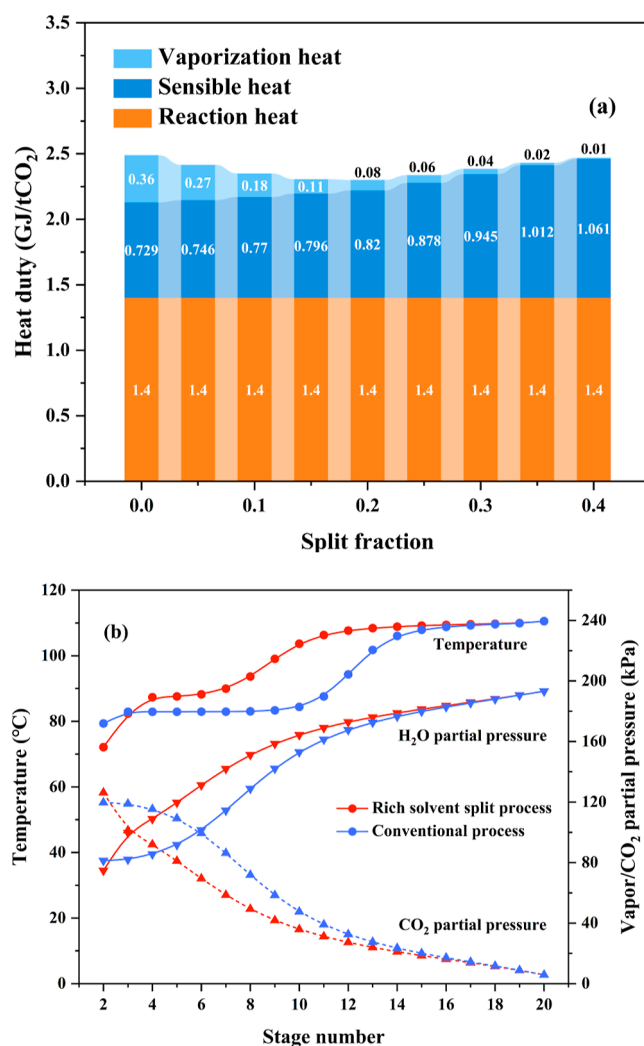 3.5
3.0
2.5
2.0
1.5
1.0
0.5
0.0
Heat duty (GJ/tCO₂)
Vaporization heat
Sensible heat
Reaction heat
(a)
0.36 0.27 0.18 0.11 0.08 0.06 0.04 0.02 0.01
0.729 0.746 0.77 0.796 0.82 0.878 0.945 1.012 1.061
1.4 1.4 1.4 1.4 1.4 1.4 1.4 1.4 1.4
0.0 0.1 0.2 0.3 0.4
Split fraction
120
100
80
60
40
20
0
Temperature (℃)
(b)
Temperature
H₂O partial pressure
Rich solvent split process
Conventional process
CO₂ partial pressure
240
200
160
120
80
40
0
Vapor/CO₂ partial pressure (kPa)
2 4 6 8 10 12 14 16 18 20
Stage number